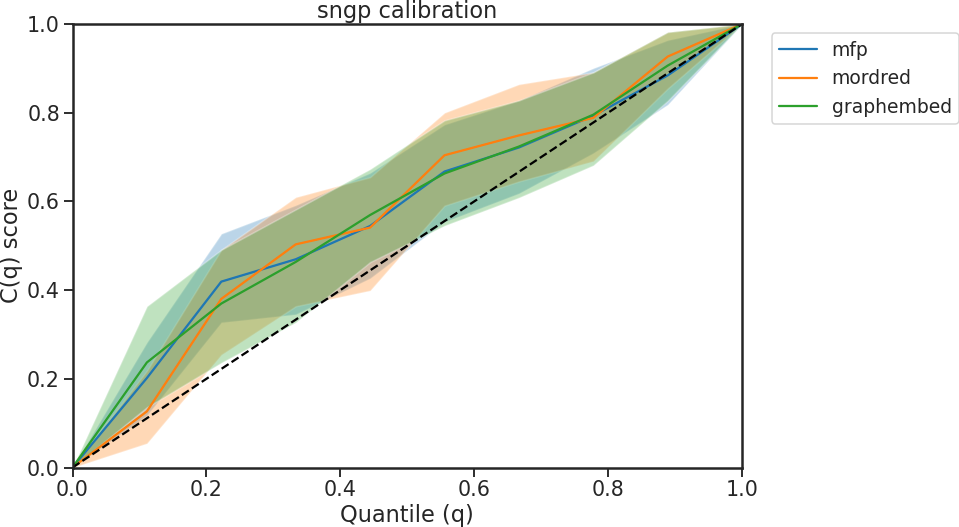 sngp calibration
1.0
0.8
0.6
0.4
0.2
0.0
C(q) score
0.0 0.2 0.4 0.6 0.8 1.0
Quantile (q)
mfp
mordred
graphembed